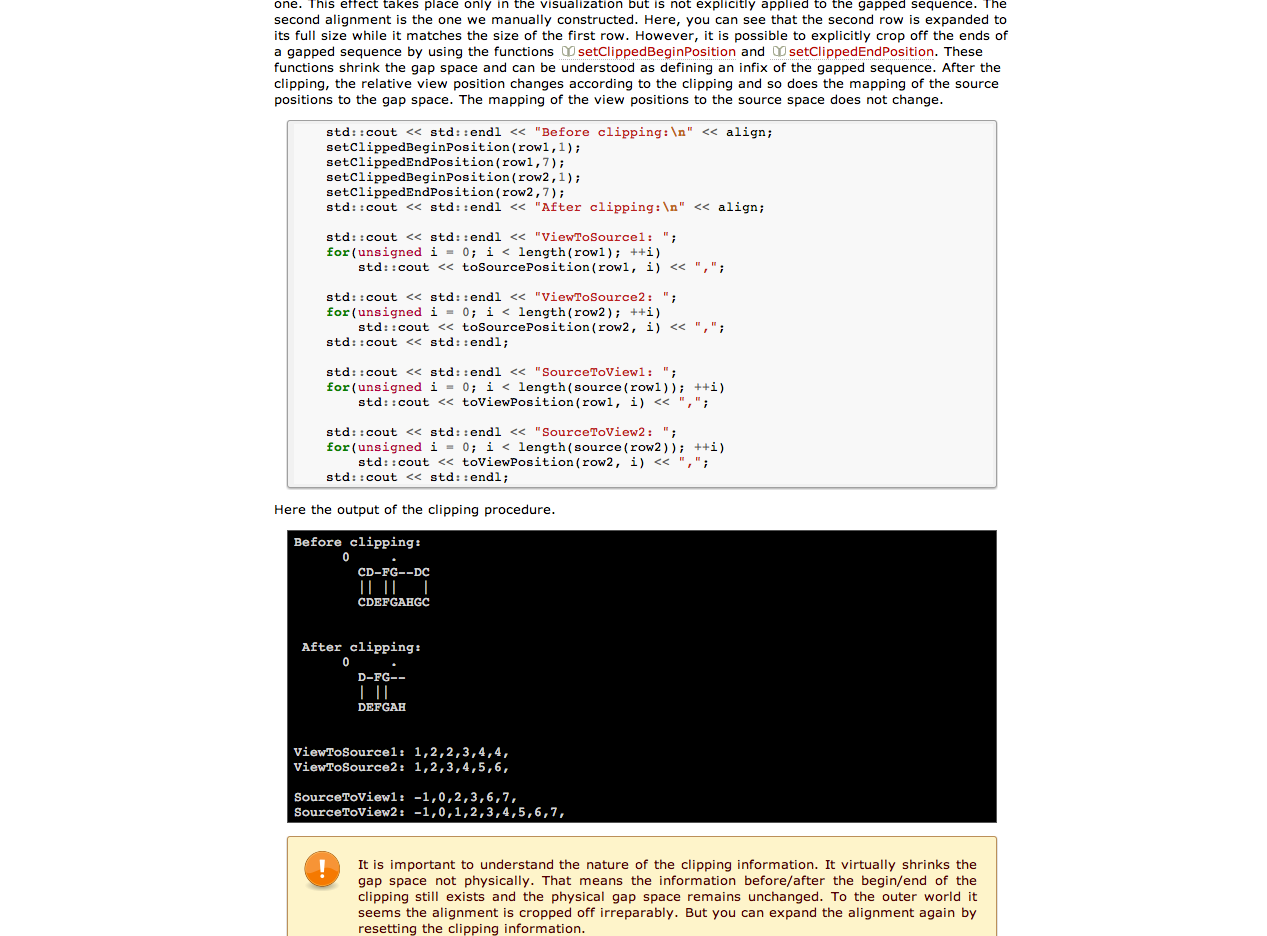 one. This effect takes place only in the visualization but is not explicitly applied to the gapped sequence. The
second alignment is the one we manually constructed. Here, you can see that the second row is expanded to
its full size while it matches the size of the first row. However, it is possible to explicitly crop off the ends of
a gapped sequence by using the functions setClippedBeginPosition and setClippedEndPosition. These
functions shrink the gap space and can be understood as defining an infix of the gapped sequence. After the
clipping, the relative view position changes according to the clipping and so does the mapping of the source
positions to the gap space. The mapping of the view positions to the source space does not change.
std::cout << std::endl << "Before clipping:\n" << align;
setClippedBeginPosition(row1,1);
setClippedEndPosition(row1,7);
setClippedBeginPosition(row2,1);
setClippedEndPosition(row2,7);
std::cout << std::endl << "After clipping:\n" << align;
std::cout << std::endl << "ViewToSource1: ";
for(unsigned i = 0; i < length(row1); ++i)
    std::cout << toSourcePosition(row1, i) << ",";
std::cout << std::endl << "ViewToSource2: ";
for(unsigned i = 0; i < length(row2); ++i)
    std::cout << toSourcePosition(row2, i) << ",";
std::cout << std::endl;
std::cout << std::endl << "SourceToView1: ";
for(unsigned i = 0; i < length(source(row1)); ++i)
    std::cout << toViewPosition(row1, i) << ",";
std::cout << std::endl << "SourceToView2: ";
for(unsigned i = 0; i < length(source(row2)); ++i)
    std::cout << toViewPosition(row2, i) << ",";
std::cout << std::endl;
Here the output of the clipping procedure.
Before clipping:
      0     .
        CD-FG--DC
        || ||   |
        CDEFGAHGC
 After clipping:
      0     .
        D-FG--
        | ||
        DEFGAH
ViewToSource1: 1,2,2,3,4,4,
ViewToSource2: 1,2,3,4,5,6,
SourceToView1: -1,0,2,3,6,7,
SourceToView2: -1,0,1,2,3,4,5,6,7,
It is important to understand the nature of the clipping information. It virtually shrinks the
gap space not physically. That means the information before/after the begin/end of the
clipping still exists and the physical gap space remains unchanged. To the outer world it
seems the alignment is cropped off irreparably. But you can expand the alignment again by
resetting the clipping information.